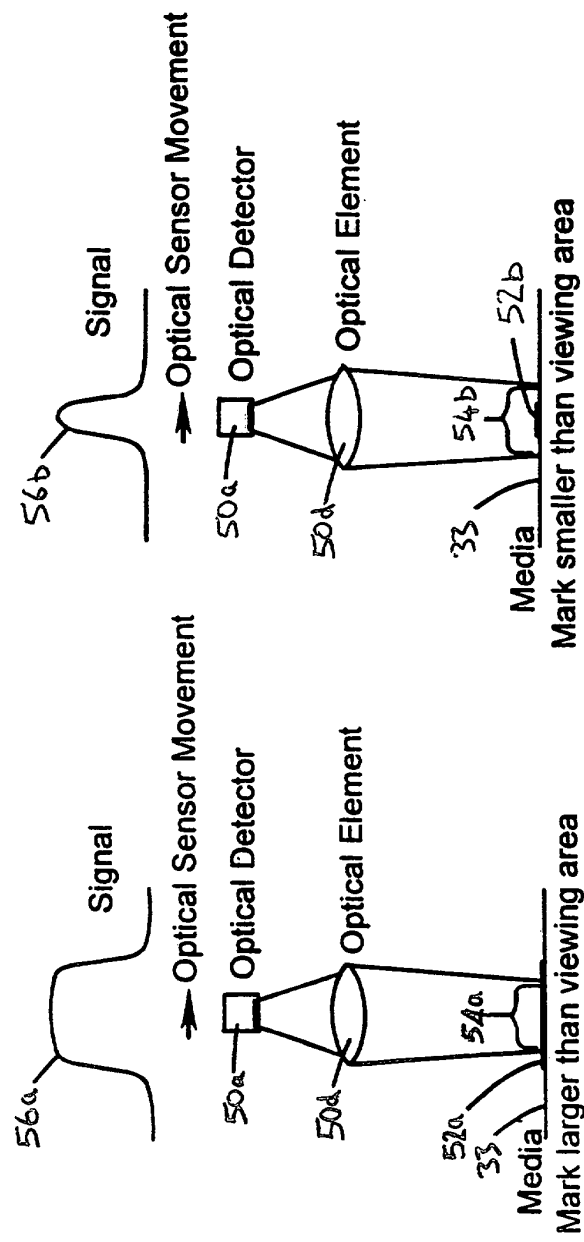 56a
Signal
Optical Sensor Movement
50a
Optical Detector
50d
Optical Element
52a
33
54a
Media
Mark larger than viewing area
56b
Signal
Optical Sensor Movement
50a
Optical Detector
50d
Optical Element
33
54b
52b
Media
Mark smaller than viewing area